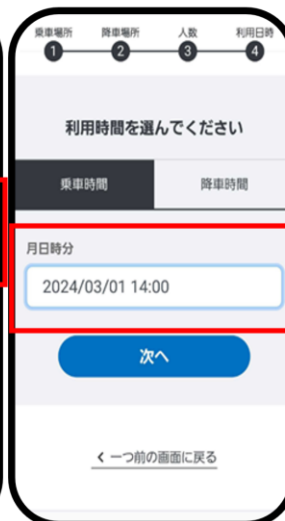 乗車場所 降車場所 人数 利用日時
1 2 3 4
利用時間を選んでください
乗車時間 降車時間
月日時分
2024/03/01 14:00
次へ
< 一つ前の画面に戻る